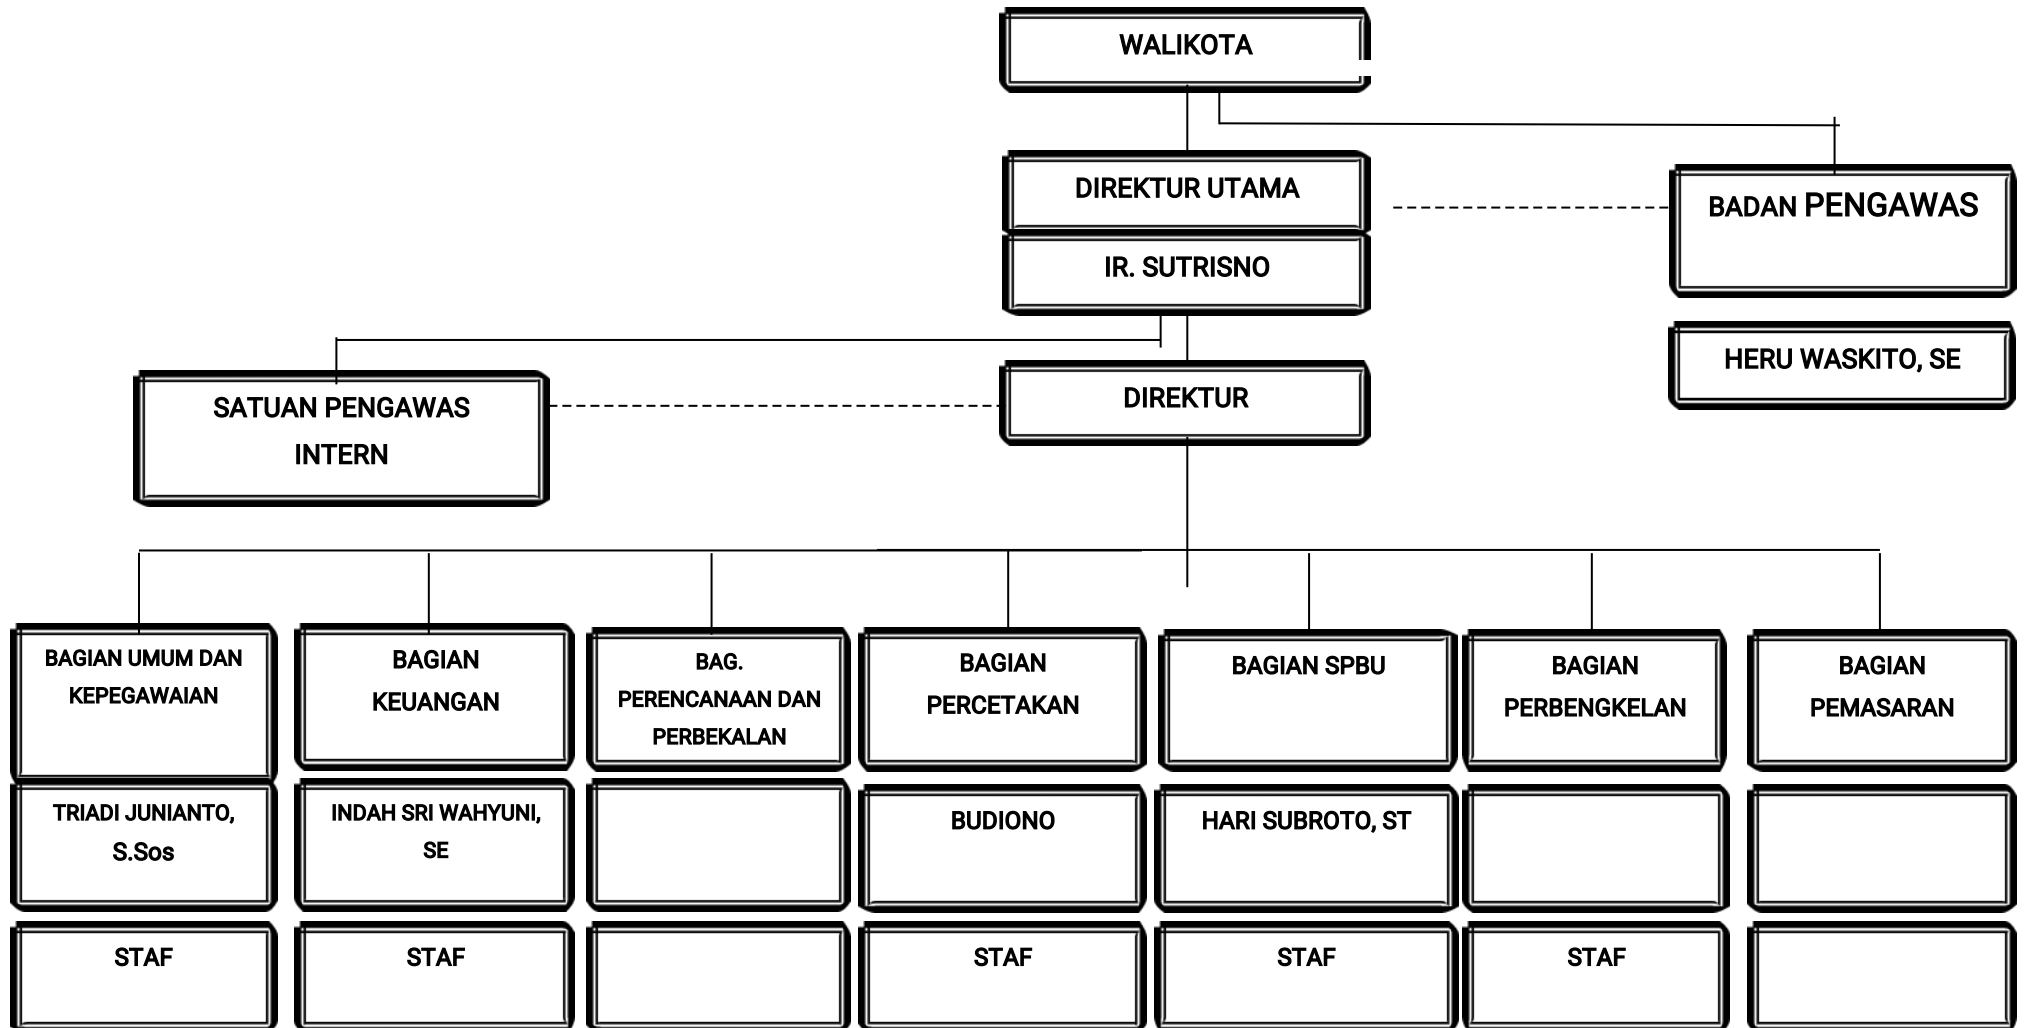 WALIKOTA
DIREKTUR UTAMA
IR. SUTRISNO
BADAN PENGAWAS
HERU WASKITO, SE
SATUAN PENGAWAS
INTERN
DIREKTUR
BAGIAN UMUM DAN
KEPEGAWAIAN
BAGIAN
KEUANGAN
BAG.
PERENCANAAN DAN
PERBEKALAN
BAGIAN
PERCETAKAN
BAGIAN SPBU
BAGIAN
PERBENGKELAN
BAGIAN
PEMASARAN
TRIADI JUNIANTO,
S.Sos
INDAH SRI WAHYUNI,
SE
BUDIONO
HARI SUBROTO, ST
STAF
STAF
STAF
STAF
STAF